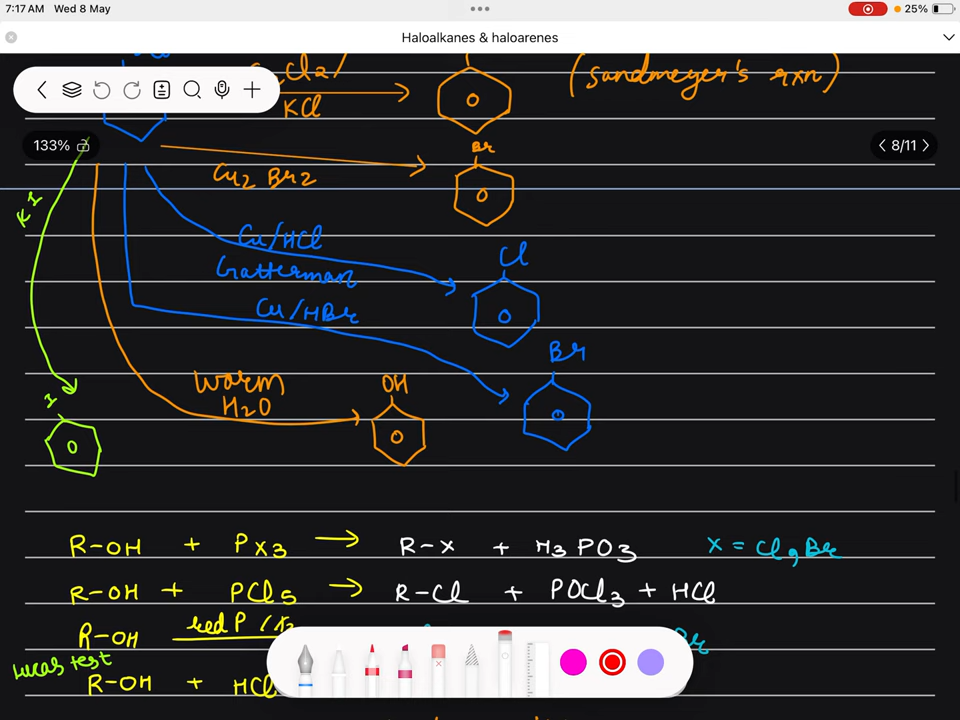 7:17 AM Wed 8 May
25%
Haloalkanes & haloarenes
Cl2/
KCl
(Sandmeyer's rxn)
133%
8/11
Br
Cu2 Br2
KI
Cu/HCl
Gatterman
Cl
Cu/HBr
Br
Warm
H2O
OH
I
R-OH + PX3 → R-X + H3PO3 X = Cl, Br
R-OH + PCl5 → R-Cl + POCl3 + HCl
R-OH red P /X2
Lucas test
R-OH + HCl